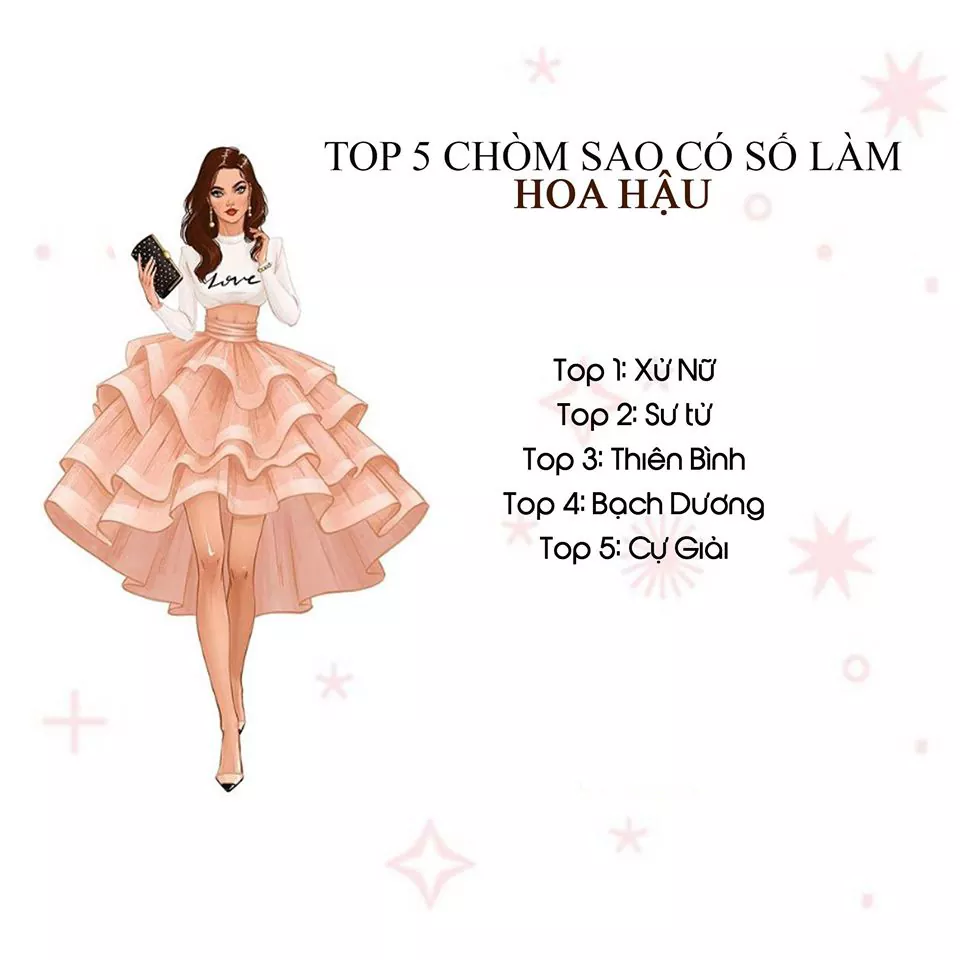 TOP 5 CHÒM SAO CÓ SỐ LÀM
HOA HẬU
Love
Top 1: Xử Nữ
Top 2: Sư tử
Top 3: Thiên Bình
Top 4: Bạch Dương
Top 5: Cự Giải